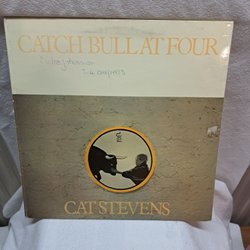 CATCH BULL AT FOUR
CAT STEVENS